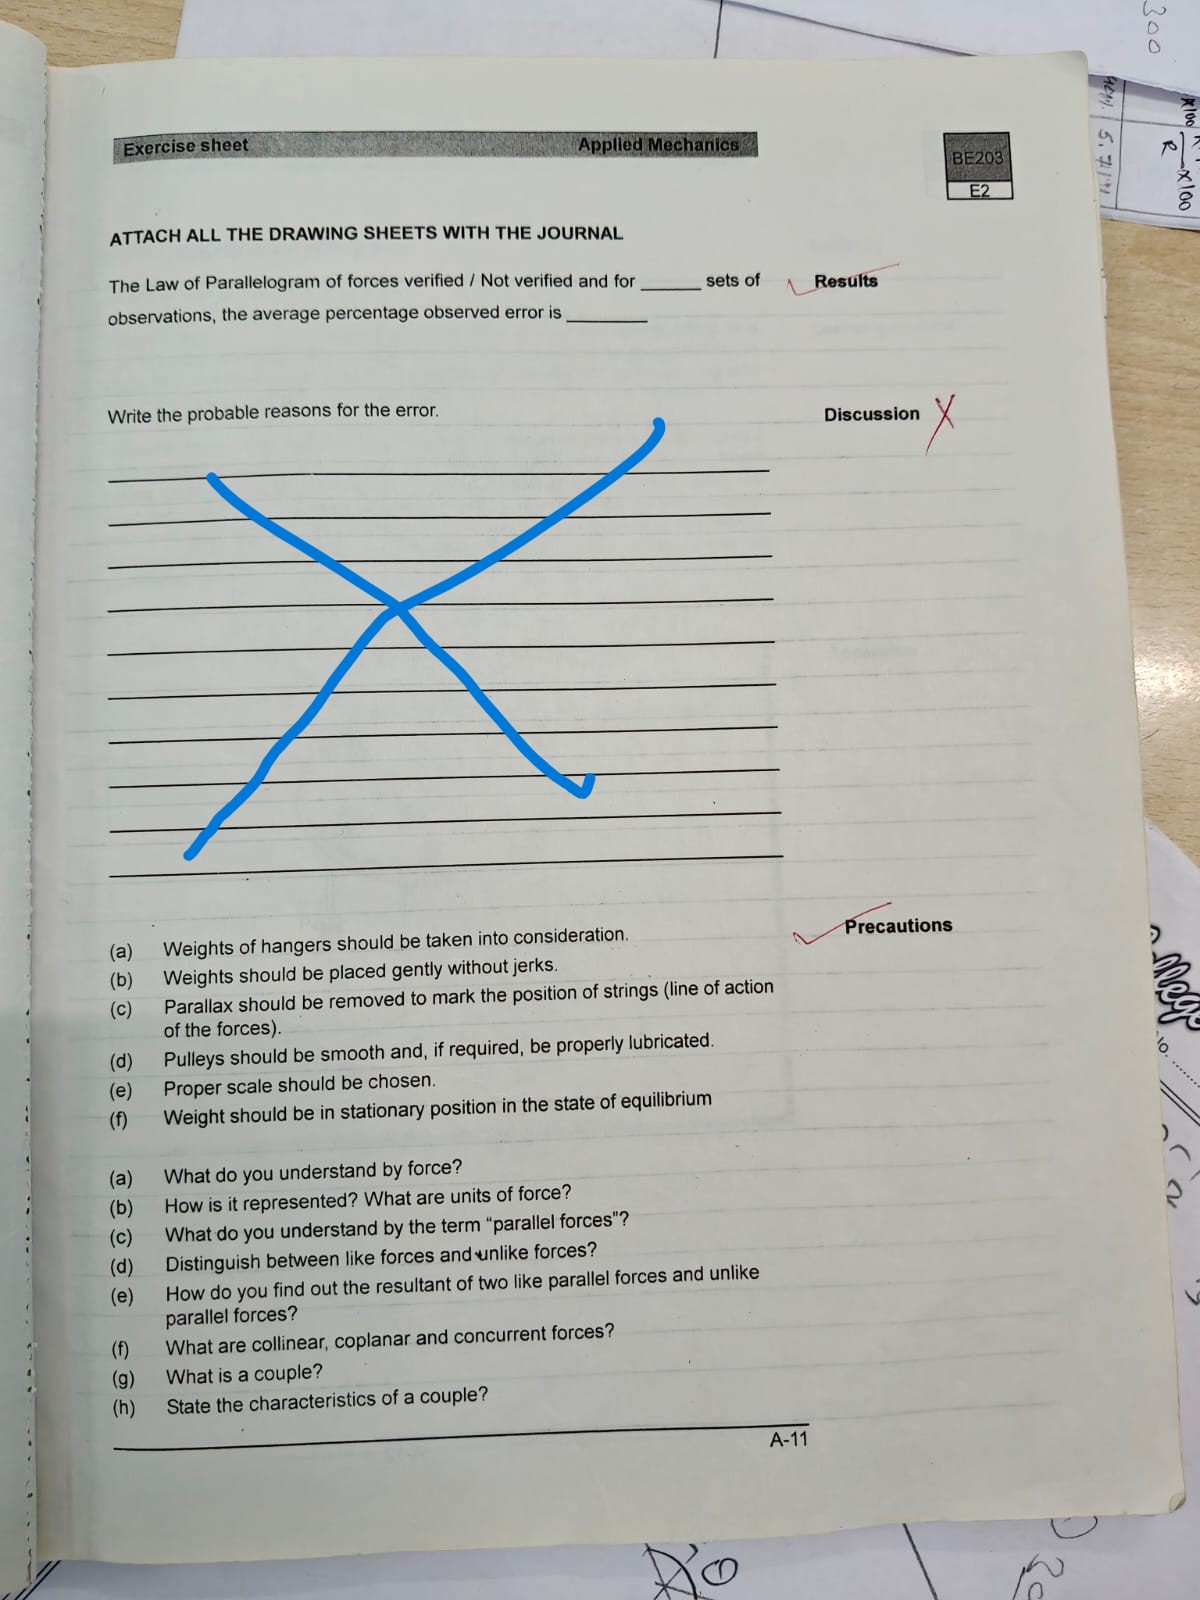 300
Exercise sheet Applied Mechanics
BE203
E2
ATTACH ALL THE DRAWING SHEETS WITH THE JOURNAL
The Law of Parallelogram of forces verified / Not verified and for ______ sets of Results
observations, the average percentage observed error is ________
Write the probable reasons for the error. Discussion
Precautions
(a) Weights of hangers should be taken into consideration.
(b) Weights should be placed gently without jerks.
(c) Parallax should be removed to mark the position of strings (line of action
of the forces).
(d) Pulleys should be smooth and, if required, be properly lubricated.
(e) Proper scale should be chosen.
(f) Weight should be in stationary position in the state of equilibrium
(a) What do you understand by force?
(b) How is it represented? What are units of force?
(c) What do you understand by the term “parallel forces”?
(d) Distinguish between like forces and unlike forces?
(e) How do you find out the resultant of two like parallel forces and unlike
parallel forces?
(f) What are collinear, coplanar and concurrent forces?
(g) What is a couple?
(h) State the characteristics of a couple?
A-11